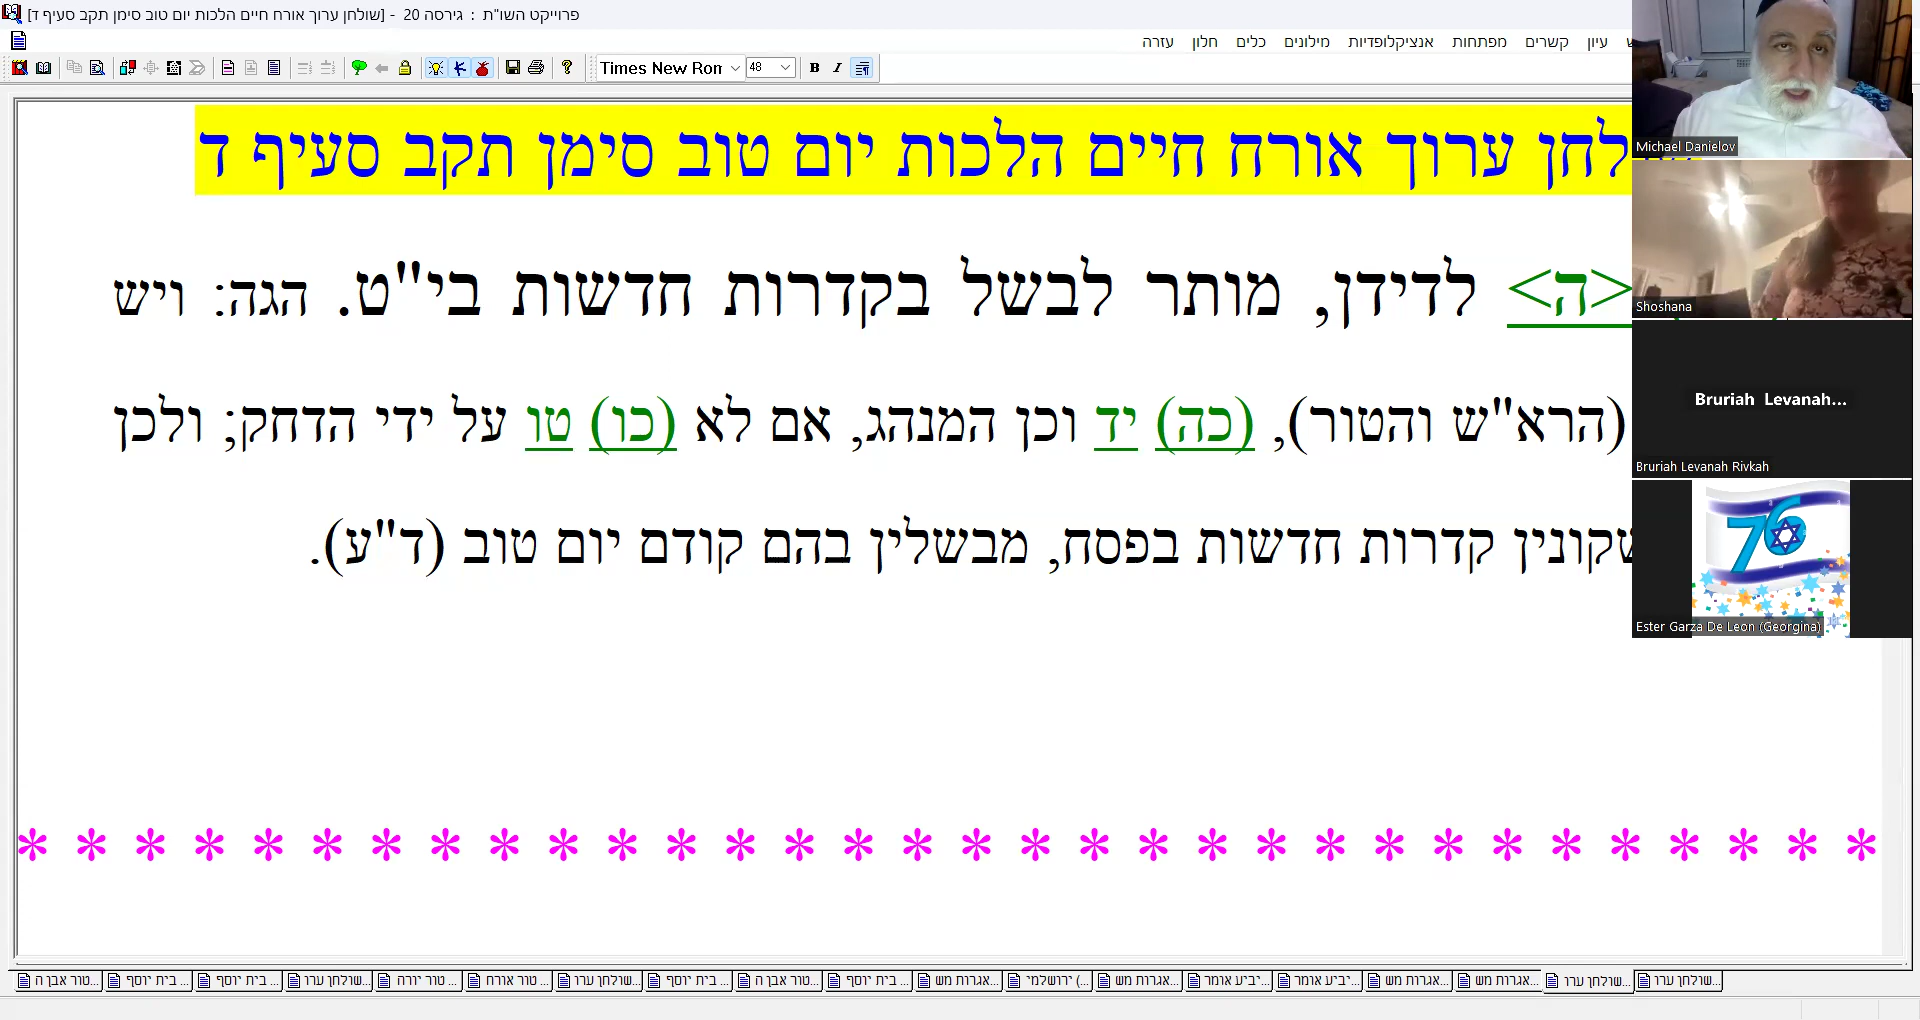 פרוייקט השו"ת : גירסה 20 - [שולחן ערוך אורח חיים הלכות יום טוב סימן תקב סעיף ד]
עיון קשרים מפתחות אנציקלופדיות מילונים כלים חלון עזרה
Times New Ron 48 B I
לחן ערוך אורח חיים הלכות יום טוב סימן תקב סעיף ד
<ה> לדידן, מותר לבשל בקדרות חדשות בי"ט. הגה: ויש
(הרא"ש והטור), (כה) יד וכן המנהג, אם לא (כו) טו על ידי הדחק; ולכן
שקונין קדרות חדשות בפסח, מבשלין בהם קודם יום טוב (ד"ע).
* * * * * * * * * * * * * * * * * * * * * * * * * * * * * * * *
Michael Danielov
Shoshana
Bruriah Levanah...
Bruriah Levanah Rivkah
76
Ester Garza De Leon (Georgina)
שולחן ערו... שולחן ערו... אגרות מש... אגרות מש... יביע אומר... יביע אומר... אגרות מש... ירושלמי (... אגרות מש... בית יוסף ... טור אבן ה... בית יוסף ... שולחן ערו... טור אורח ... טור יורה ... שולחן ערו... בית יוסף ... בית יוסף ... טור אבן ה...